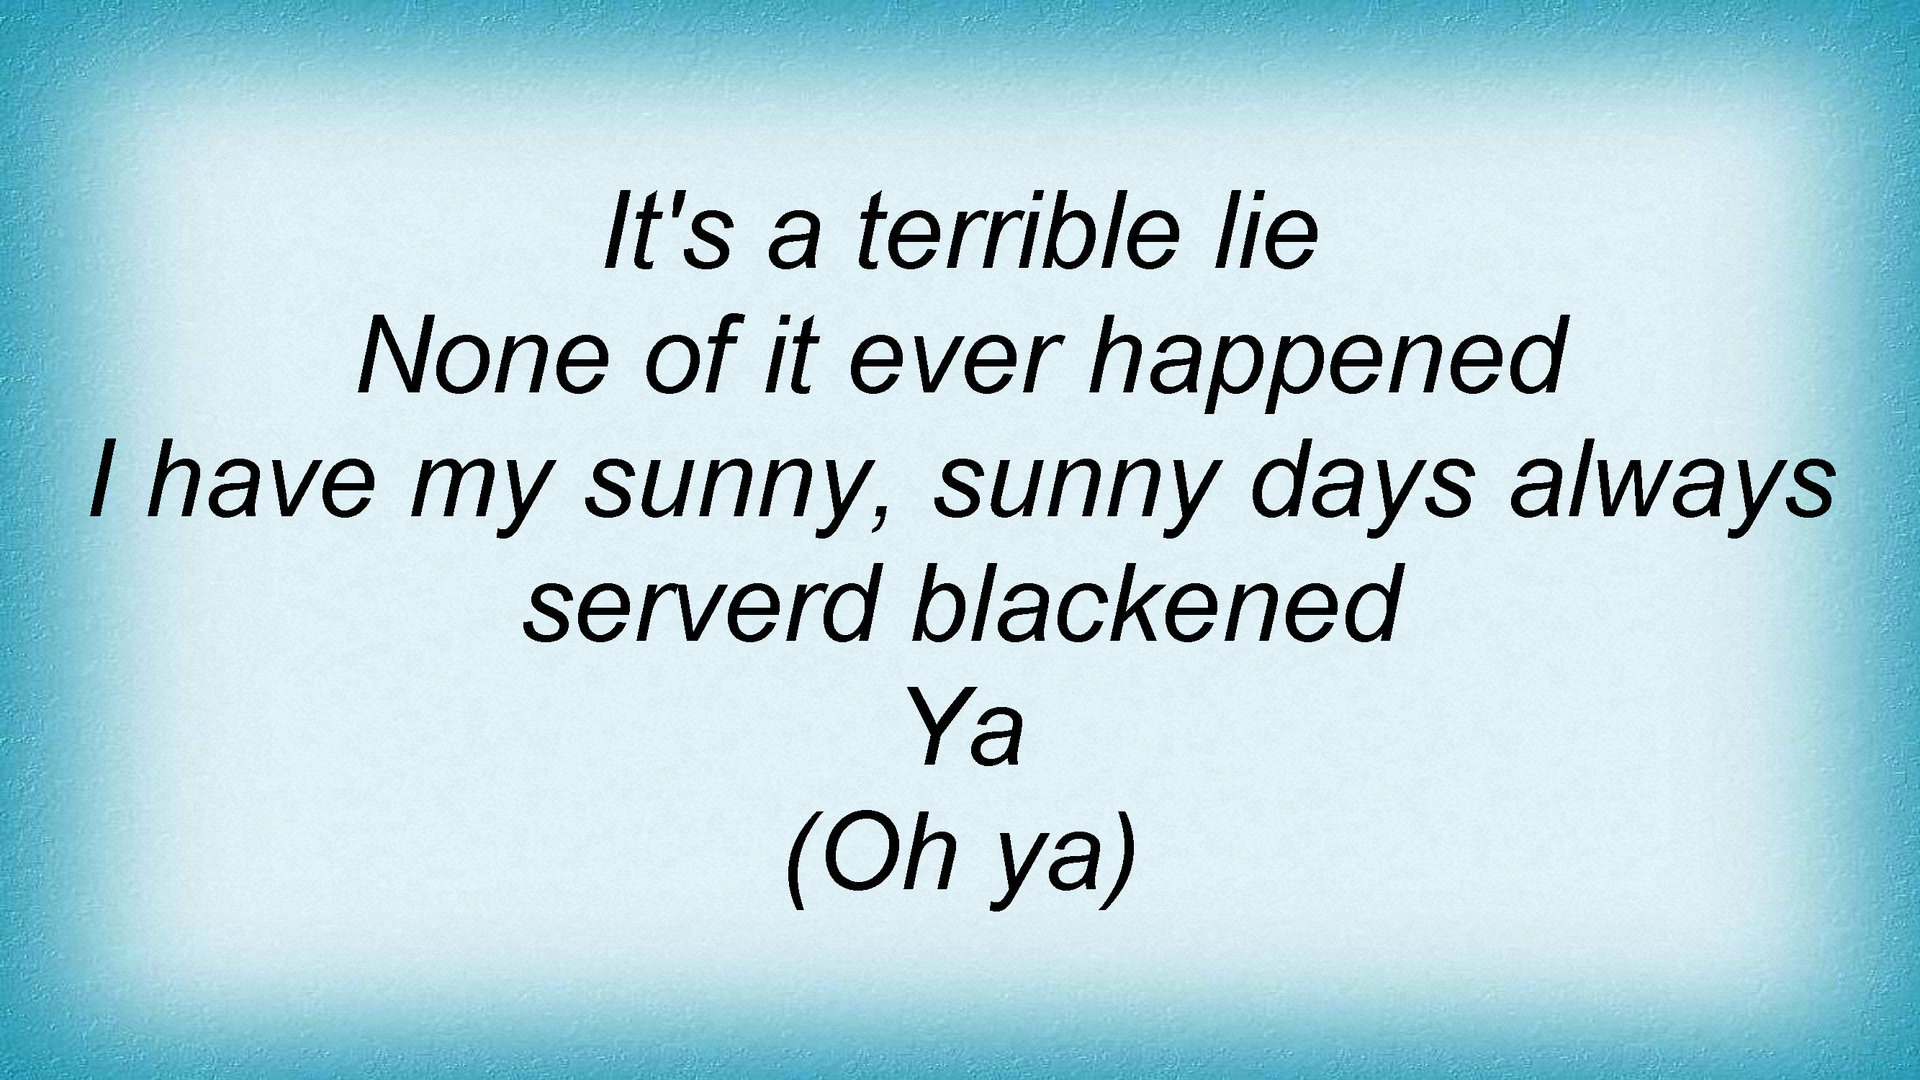 It's a terrible lie
None of it ever happened
I have my sunny, sunny days always
serverd blackened
Ya
(Oh ya)